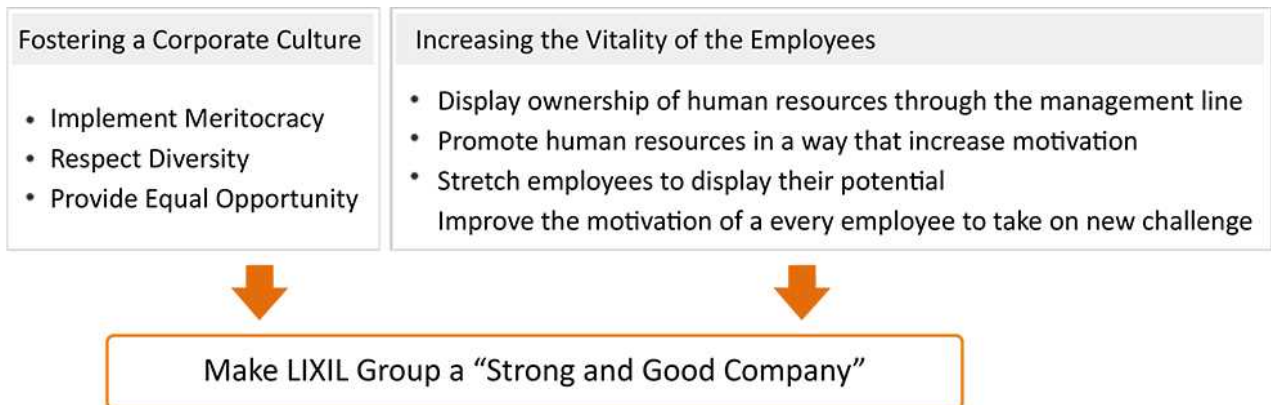 Fostering a Corporate Culture
• Implement Meritocracy
• Respect Diversity
• Provide Equal Opportunity
Increasing the Vitality of the Employees
• Display ownership of human resources through the management line
• Promote human resources in a way that increase motivation
• Stretch employees to display their potential
Improve the motivation of a every employee to take on new challenge
Make LIXIL Group a “Strong and Good Company”